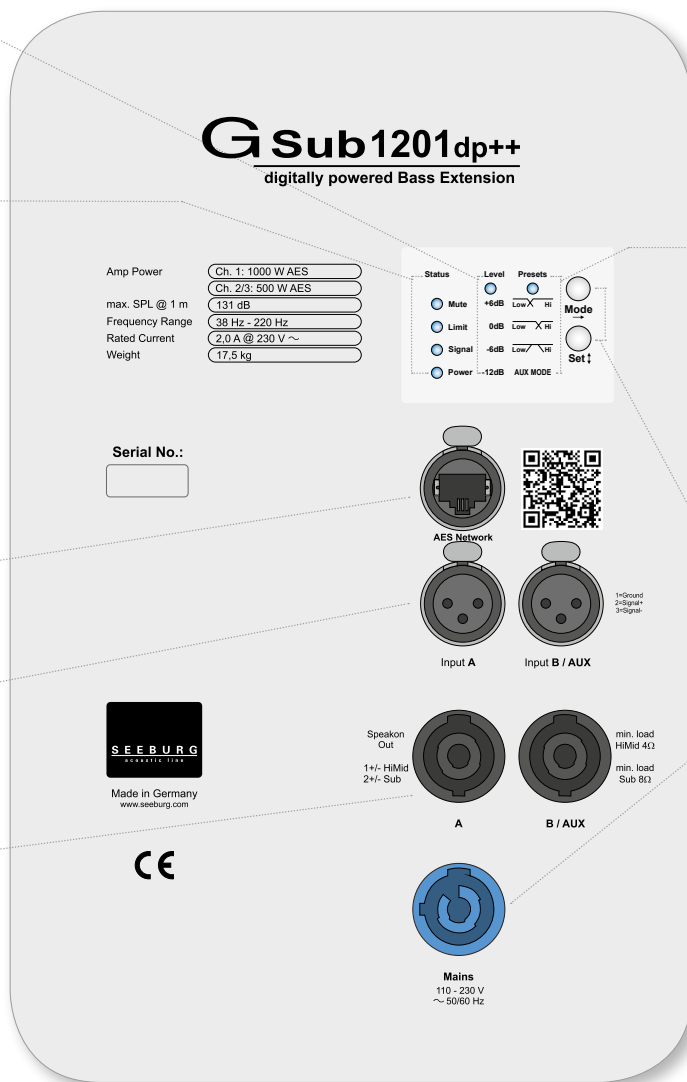 G Sub1201dp++
digitally powered Bass Extension
Amp Power
Ch. 1: 1000 W AES
Ch. 2/3: 500 W AES
max. SPL @ 1 m
131 dB
Frequency Range
38 Hz - 220 Hz
Rated Current
2,0 A @ 230 V ～
Weight
17,5 kg
Status
Level
Presets
Mute
+6dB
Low Hi
Mode
→
Limit
0dB
Low Hi
Signal
-6dB
Low Hi
Set ↕
Power
-12dB
AUX MODE
Serial No.:
AES Network
1=Ground
2=Signal+
3=Signal-
Input A
Input B / AUX
SEEBURG
acoustic line
Made in Germany
www.seeburg.com
CE
Speakon
Out
1+/- HiMid
2+/- Sub
min. load
HiMid 4Ω
min. load
Sub 8Ω
A
B / AUX
Mains
110 - 230 V
～ 50/60 Hz